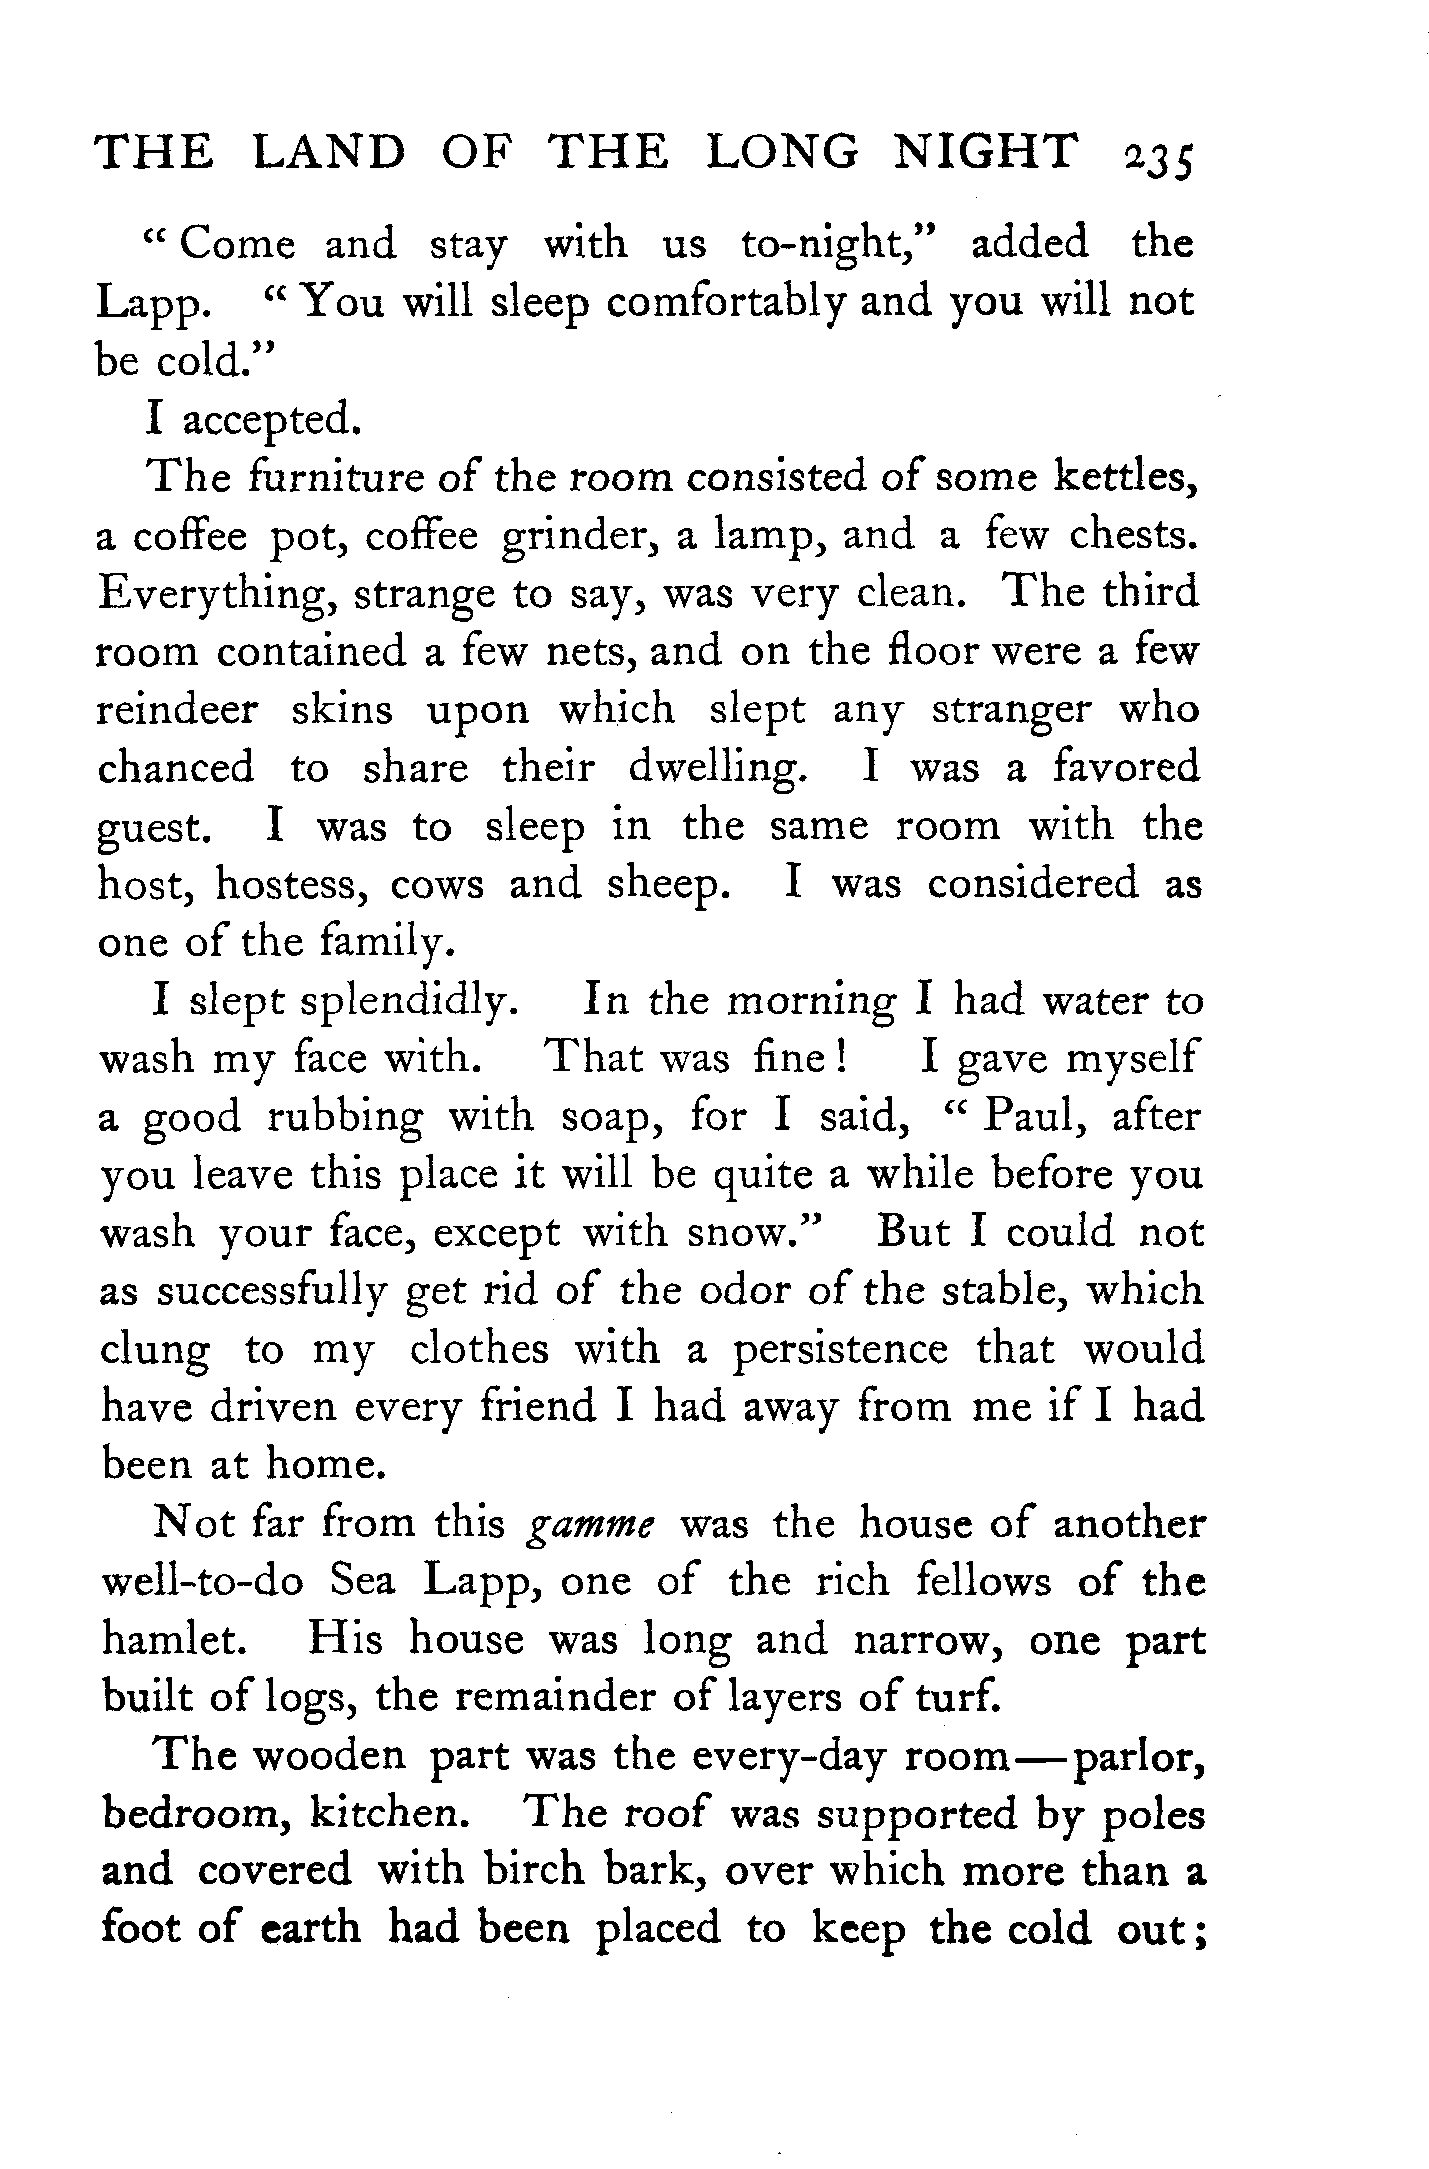 THE LAND OF THE LONG NIGHT 235
“ Come and stay with us to-night,” added the
Lapp. “ You will sleep comfortably and you will not
be cold.”
I accepted.
The furniture of the room consisted of some kettles,
a coffee pot, coffee grinder, a lamp, and a few chests.
Everything, strange to say, was very clean. The third
room contained a few nets, and on the floor were a few
reindeer skins upon which slept any stranger who
chanced to share their dwelling. I was a favored
guest. I was to sleep in the same room with the
host, hostess, cows and sheep. I was considered as
one of the family.
I slept splendidly. In the morning I had water to
wash my face with. That was fine ! I gave myself
a good rubbing with soap, for I said, “ Paul, after
you leave this place it will be quite a while before you
wash your face, except with snow.” But I could not
as successfully get rid of the odor of the stable, which
clung to my clothes with a persistence that would
have driven every friend I had away from me if I had
been at home.
Not far from this gamme was the house of another
well-to-do Sea Lapp, one of the rich fellows of the
hamlet. His house was long and narrow, one part
built of logs, the remainder of layers of turf.
The wooden part was the every-day room—parlor,
bedroom, kitchen. The roof was supported by poles
and covered with birch bark, over which more than a
foot of earth had been placed to keep the cold out ;